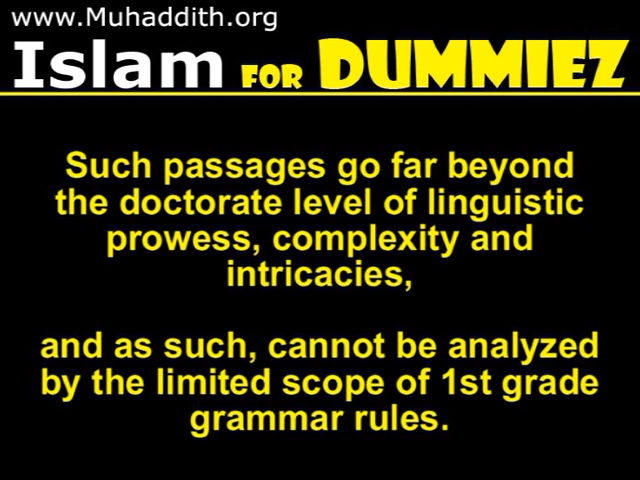 www.Muhaddith.org
Islam FOR DUMMIEZ
Such passages go far beyond
the doctorate level of linguistic
prowess, complexity and
intricacies,
and as such, cannot be analyzed
by the limited scope of 1st grade
grammar rules.